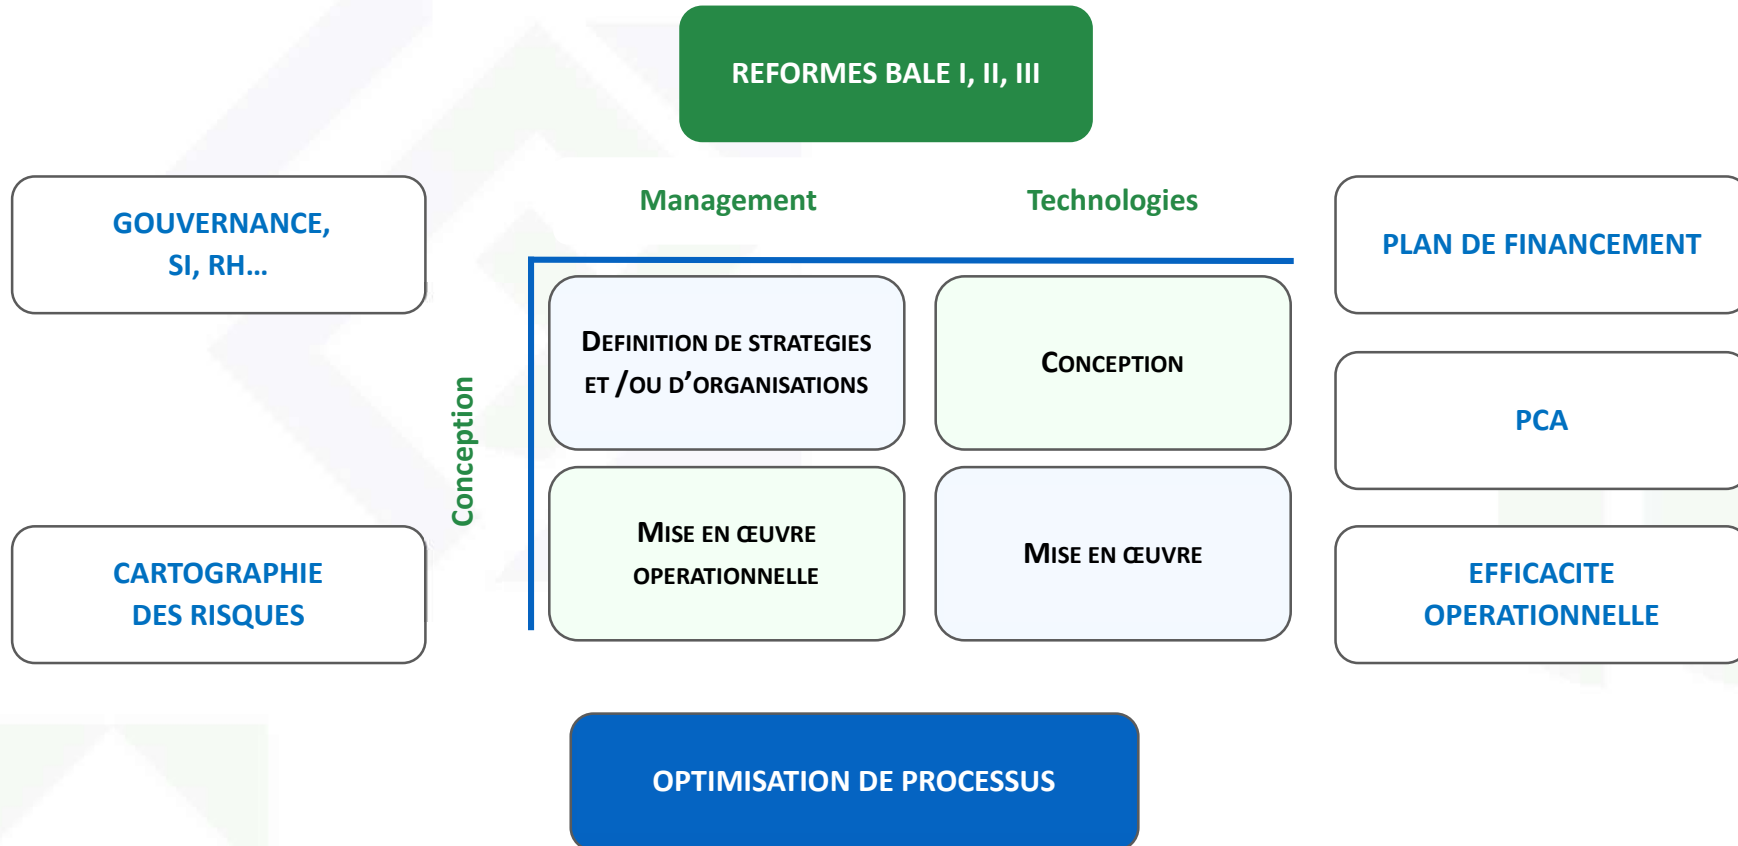 REFORMES BALE I, II, III
GOUVERNANCE,
SI, RH...
Management
Technologies
PLAN DE FINANCEMENT
DEFINITION DE STRATEGIES
ET /OU D'ORGANISATIONS
CONCEPTION
PCA
Conception
MISE EN ŒUVRE
OPERATIONNELLE
MISE EN ŒUVRE
CARTOGRAPHIE
DES RISQUES
EFFICACITE
OPERATIONNELLE
OPTIMISATION DE PROCESSUS